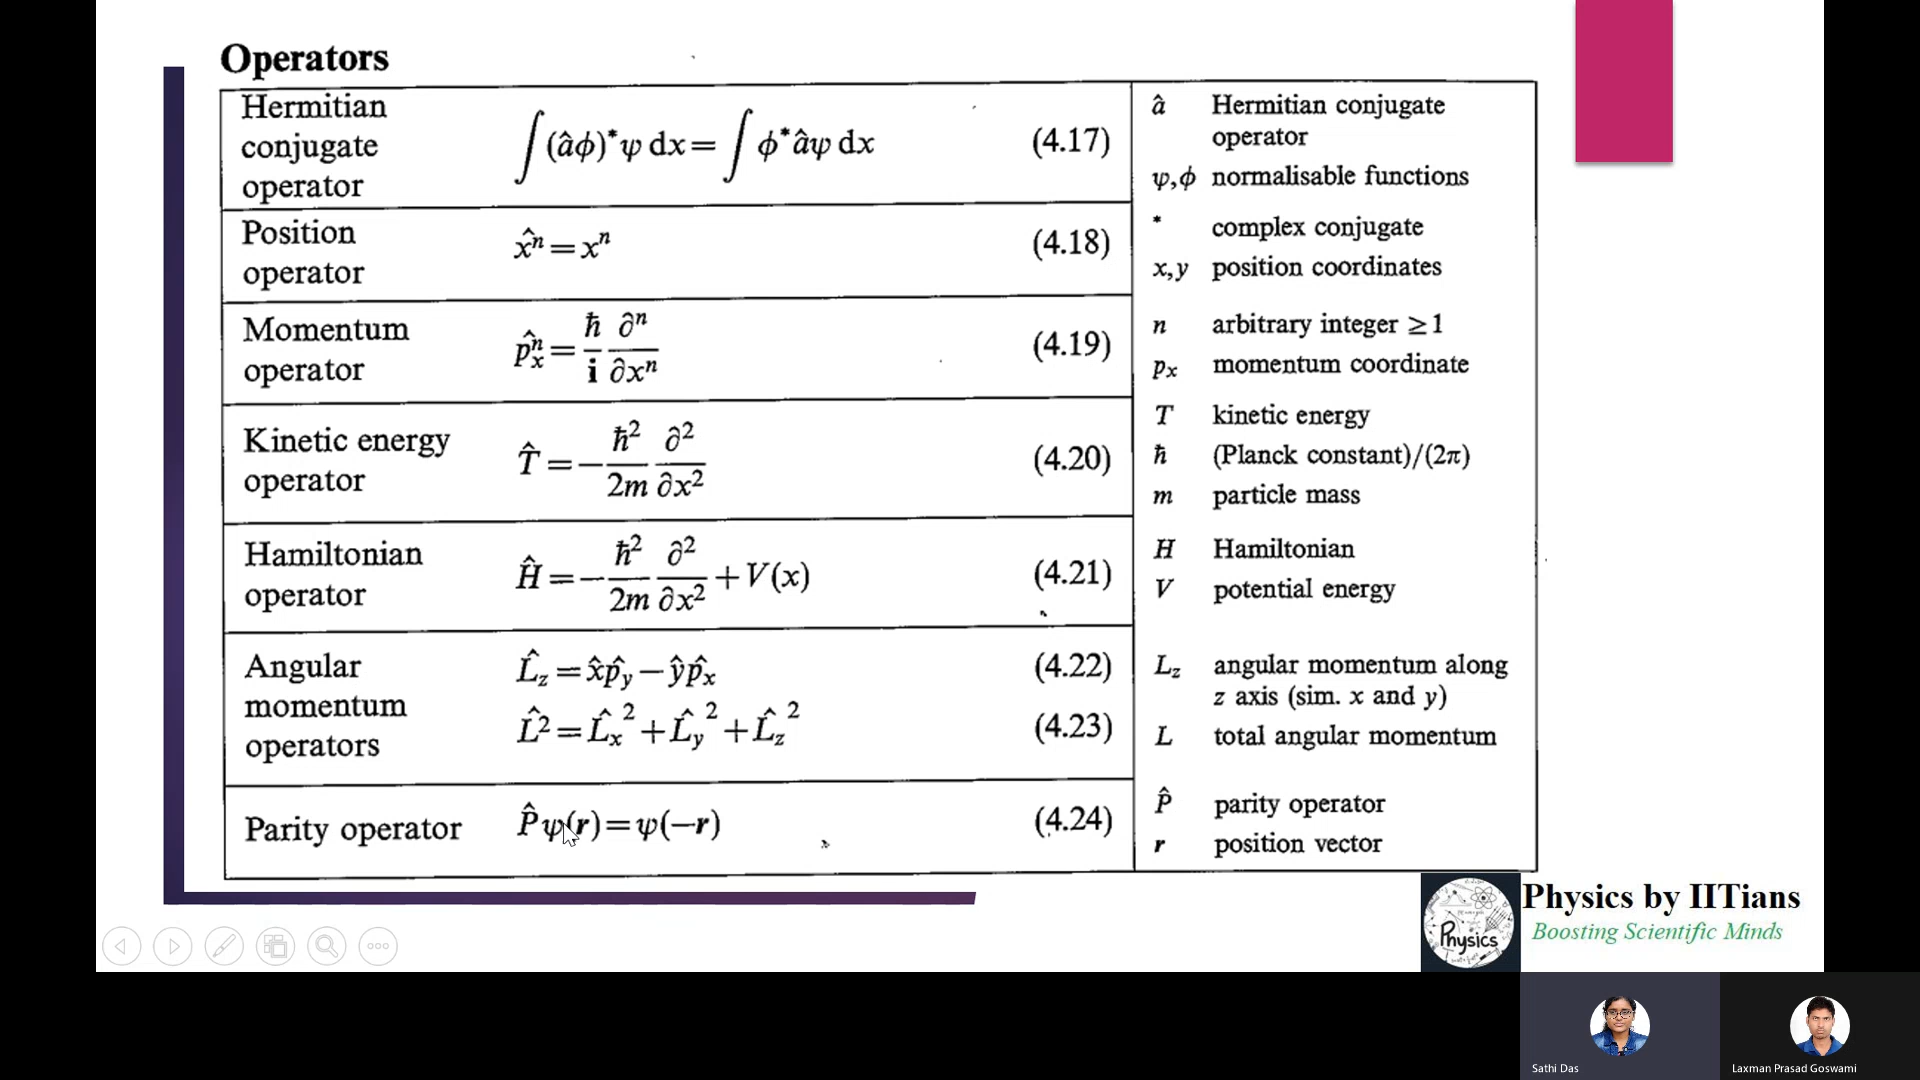 Operators
Hermitian
conjugate
operator
∫(âϕ)*ψ dx = ∫ϕ*âψ dx (4.17)
Position
operator
x̂ⁿ = xⁿ (4.18)
Momentum
operator
p̂ₓⁿ = ħ/i ∂ⁿ/∂xⁿ (4.19)
Kinetic energy
operator
T̂ = −ħ²/2m ∂²/∂x² (4.20)
Hamiltonian
operator
Ĥ = −ħ²/2m ∂²/∂x² + V(x) (4.21)
Angular
momentum
operators
L̂_z = x̂p̂_y − ŷp̂_x (4.22)
L̂² = L̂_x² + L̂_y² + L̂_z² (4.23)
Parity operator P̂ψ(r) = ψ(−r) (4.24)
â Hermitian conjugate
operator
ψ,ϕ normalisable functions
* complex conjugate
x,y position coordinates
n arbitrary integer ≥1
pₓ momentum coordinate
T kinetic energy
ħ (Planck constant)/(2π)
m particle mass
H Hamiltonian
V potential energy
L_z angular momentum along
z axis (sim. x and y)
L total angular momentum
P̂ parity operator
r position vector
Physics
Physics by IITians
Boosting Scientific Minds
Sathi Das
Laxman Prasad Goswami